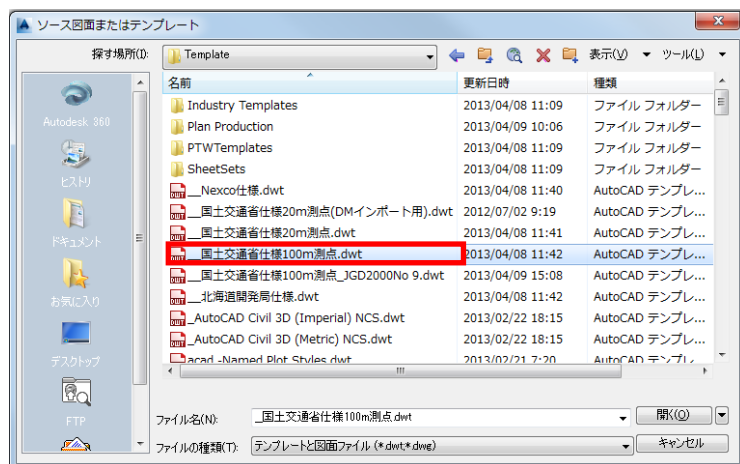 ソース図面またはテンプレート
探す場所(I): Template 表示(V) ツール(L)
名前 更新日時 種類
Industry Templates 2013/04/08 11:09 ファイル フォルダー
Plan Production 2013/04/09 10:06 ファイル フォルダー
PTWTemplates 2013/04/08 11:09 ファイル フォルダー
SheetSets 2013/04/08 11:09 ファイル フォルダー
__Nexco仕様.dwt 2013/04/08 11:40 AutoCAD テンプレ...
__国土交通省仕様20m測点(DMインポート用).dwt 2012/07/02 9:19 AutoCAD テンプレ...
__国土交通省仕様20m測点.dwt 2013/04/08 11:41 AutoCAD テンプレ...
__国土交通省仕様100m測点.dwt 2013/04/08 11:42 AutoCAD テンプレ...
__国土交通省仕様100m測点_JGD2000No 9.dwt 2013/04/09 15:08 AutoCAD テンプレ...
__北海道開発局仕様.dwt 2013/04/08 11:42 AutoCAD テンプレ...
_AutoCAD Civil 3D (Imperial) NCS.dwt 2013/02/22 18:15 AutoCAD テンプレ...
_AutoCAD Civil 3D (Metric) NCS.dwt 2013/02/22 18:15 AutoCAD テンプレ...
acad -Named Plot Styles.dwt 2013/02/21 7:20 AutoCAD テンプレ...
Autodesk 360
ヒストリ
ドキュメント
お気に入り
デスクトップ
FTP
ファイル名(N): _国土交通省仕様100m測点.dwt 開く(O)
ファイルの種類(T): テンプレートと図面ファイル (*.dwt;*.dwg) キャンセル